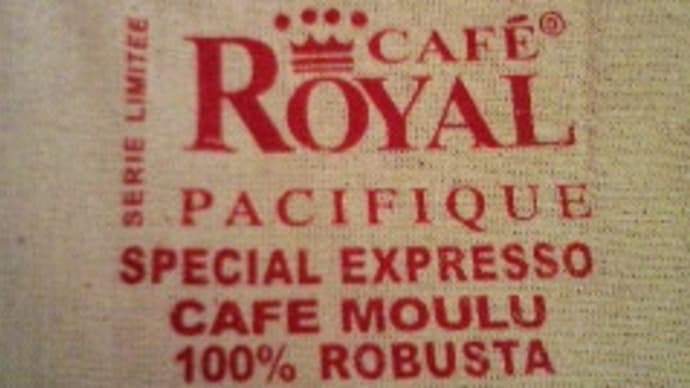 SERIE LIMITEE
CAFÉ®
ROYAL
PACIFIQUE
SPECIAL EXPRESSO
CAFE MOULU
100% ROBUSTA